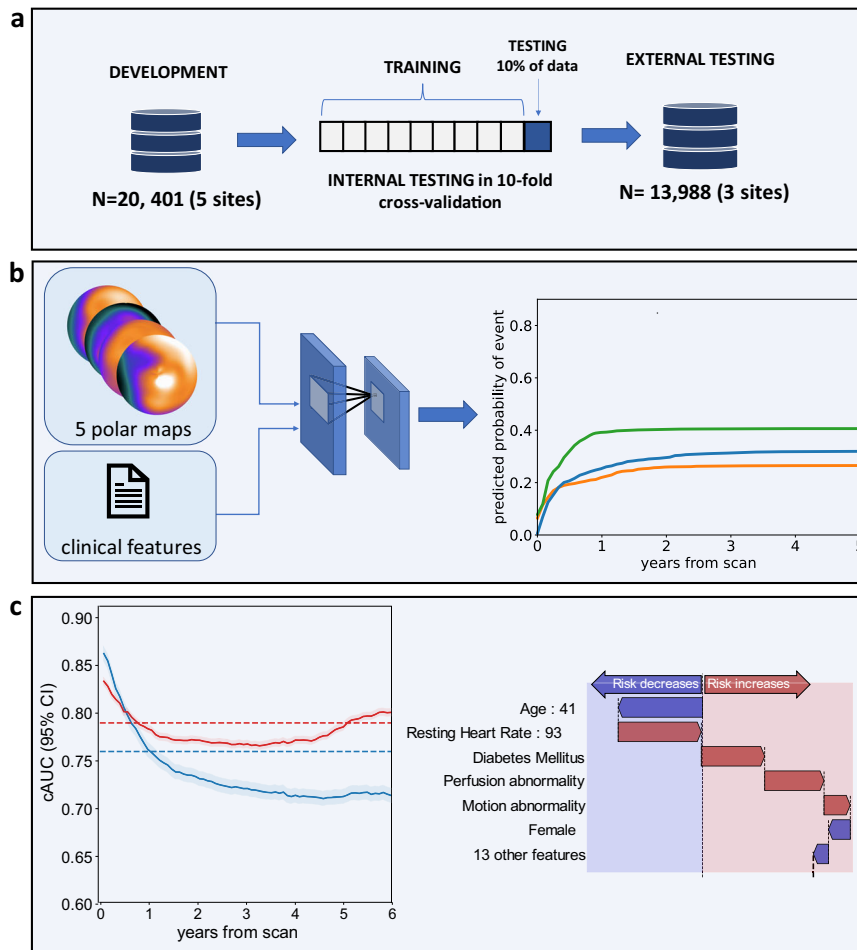 a
DEVELOPMENT
TRAINING
TESTING
10% of data
EXTERNAL TESTING
N=20, 401 (5 sites)
INTERNAL TESTING in 10-fold
cross-validation
N= 13,988 (3 sites)
b
5 polar maps
clinical features
predicted probability of event
0.8
0.6
0.4
0.2
0.0
0
1
2
3
4
5
years from scan
c
cAUC (95% CI)
0.90
0.85
0.80
0.75
0.70
0.65
0.60
0
1
2
3
4
5
6
years from scan
Risk decreases
Risk increases
Age : 41
Resting Heart Rate : 93
Diabetes Mellitus
Perfusion abnormality
Motion abnormality
Female
13 other features